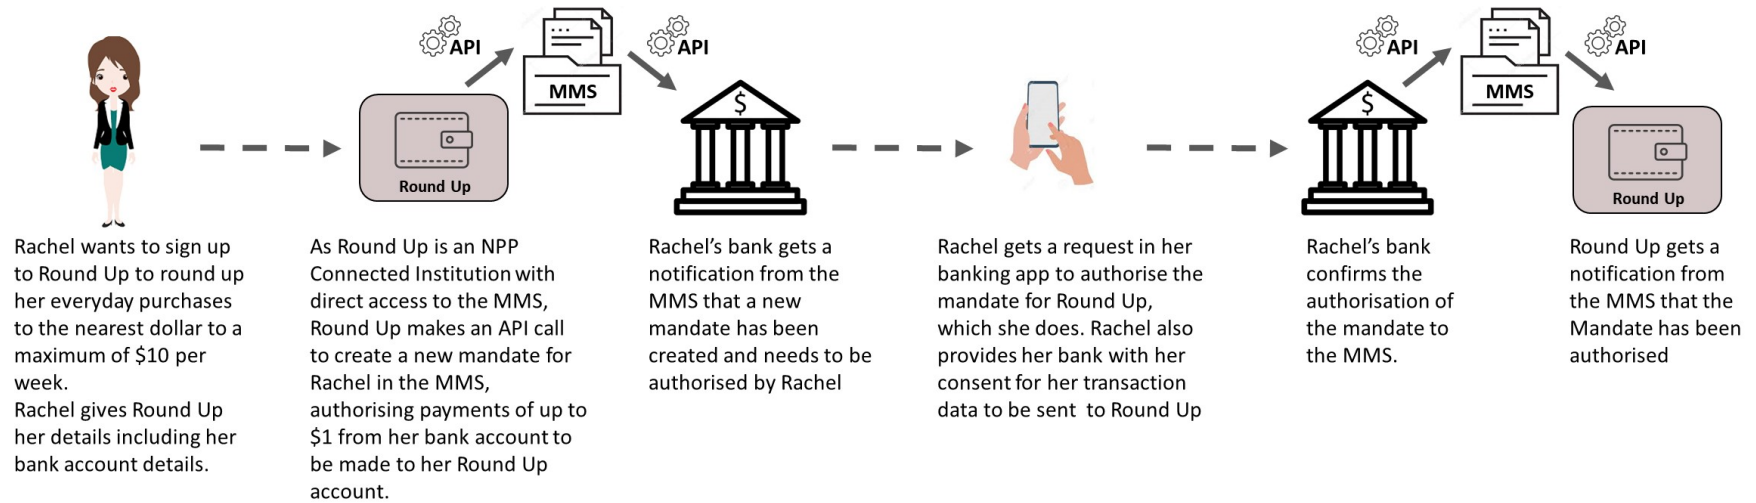 API
MMS
API
Round Up
$
API
MMS
API
$
Round Up
Rachel wants to sign up
to Round Up to round up
her everyday purchases
to the nearest dollar to a
maximum of $10 per
week.
Rachel gives Round Up
her details including her
bank account details.
As Round Up is an NPP
Connected Institution with
direct access to the MMS,
Round Up makes an API call
to create a new mandate for
Rachel in the MMS,
authorising payments of up to
$1 from her bank account to
be made to her Round Up
account.
Rachel’s bank gets a
notification from the
MMS that a new
mandate has been
created and needs to be
authorised by Rachel
Rachel gets a request in her
banking app to authorise the
mandate for Round Up,
which she does. Rachel also
provides her bank with her
consent for her transaction
data to be sent  to Round Up
Rachel’s bank
confirms the
authorisation of
the mandate to
the MMS.
Round Up gets a
notification from
the MMS that the
Mandate has been
authorised